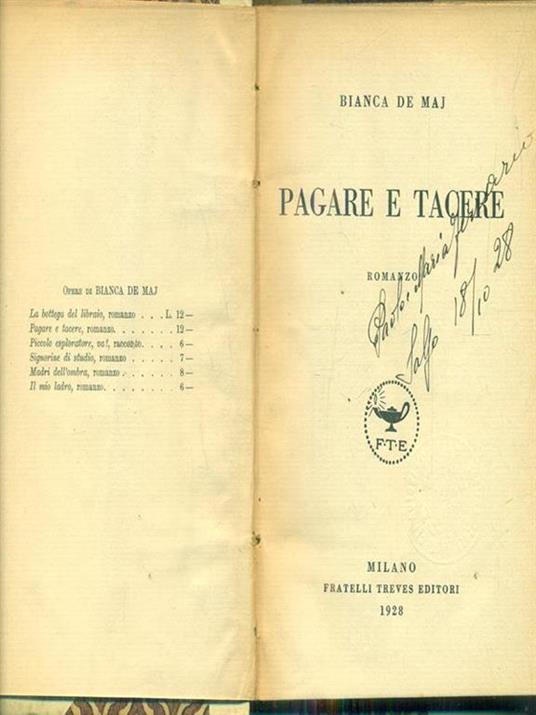 Opere di BIANCA DE MAJ
La bottega del libraio, romanzo . . . L. 12 —
Pagare e tacere, romanzo. . . . . . . 12 —
Piccolo esploratore, va!, racconto. . . . 6 —
Signorine di studio, romanzo . . . . . 7 —
Madri dell'ombra, romanzo . . . . . . 8 —
Il mio ladro, romanzo. . . . . . . . . 6 —
BIANCA DE MAJ
PAGARE E TACERE
ROMANZO
Maria
18/10 28
F·T·E
MILANO
FRATELLI TREVES EDITORI
1928